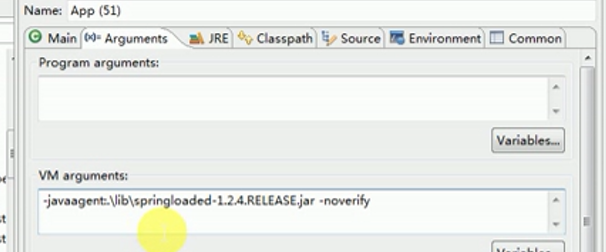 Name: App (51)
Main (x)= Arguments JRE Classpath Source Environment Common
Program arguments:
Variables...
VM arguments:
-javaagent:.\lib\springloaded-1.2.4.RELEASE.jar -noverify
Variables...